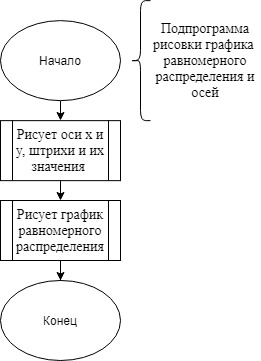 Начало
Подпрограмма
рисовки графика
равномерного
распределения и
осей
Рисует оси x и
y, штрихи и их
значения
Рисует график
равномерного
распределения
Конец